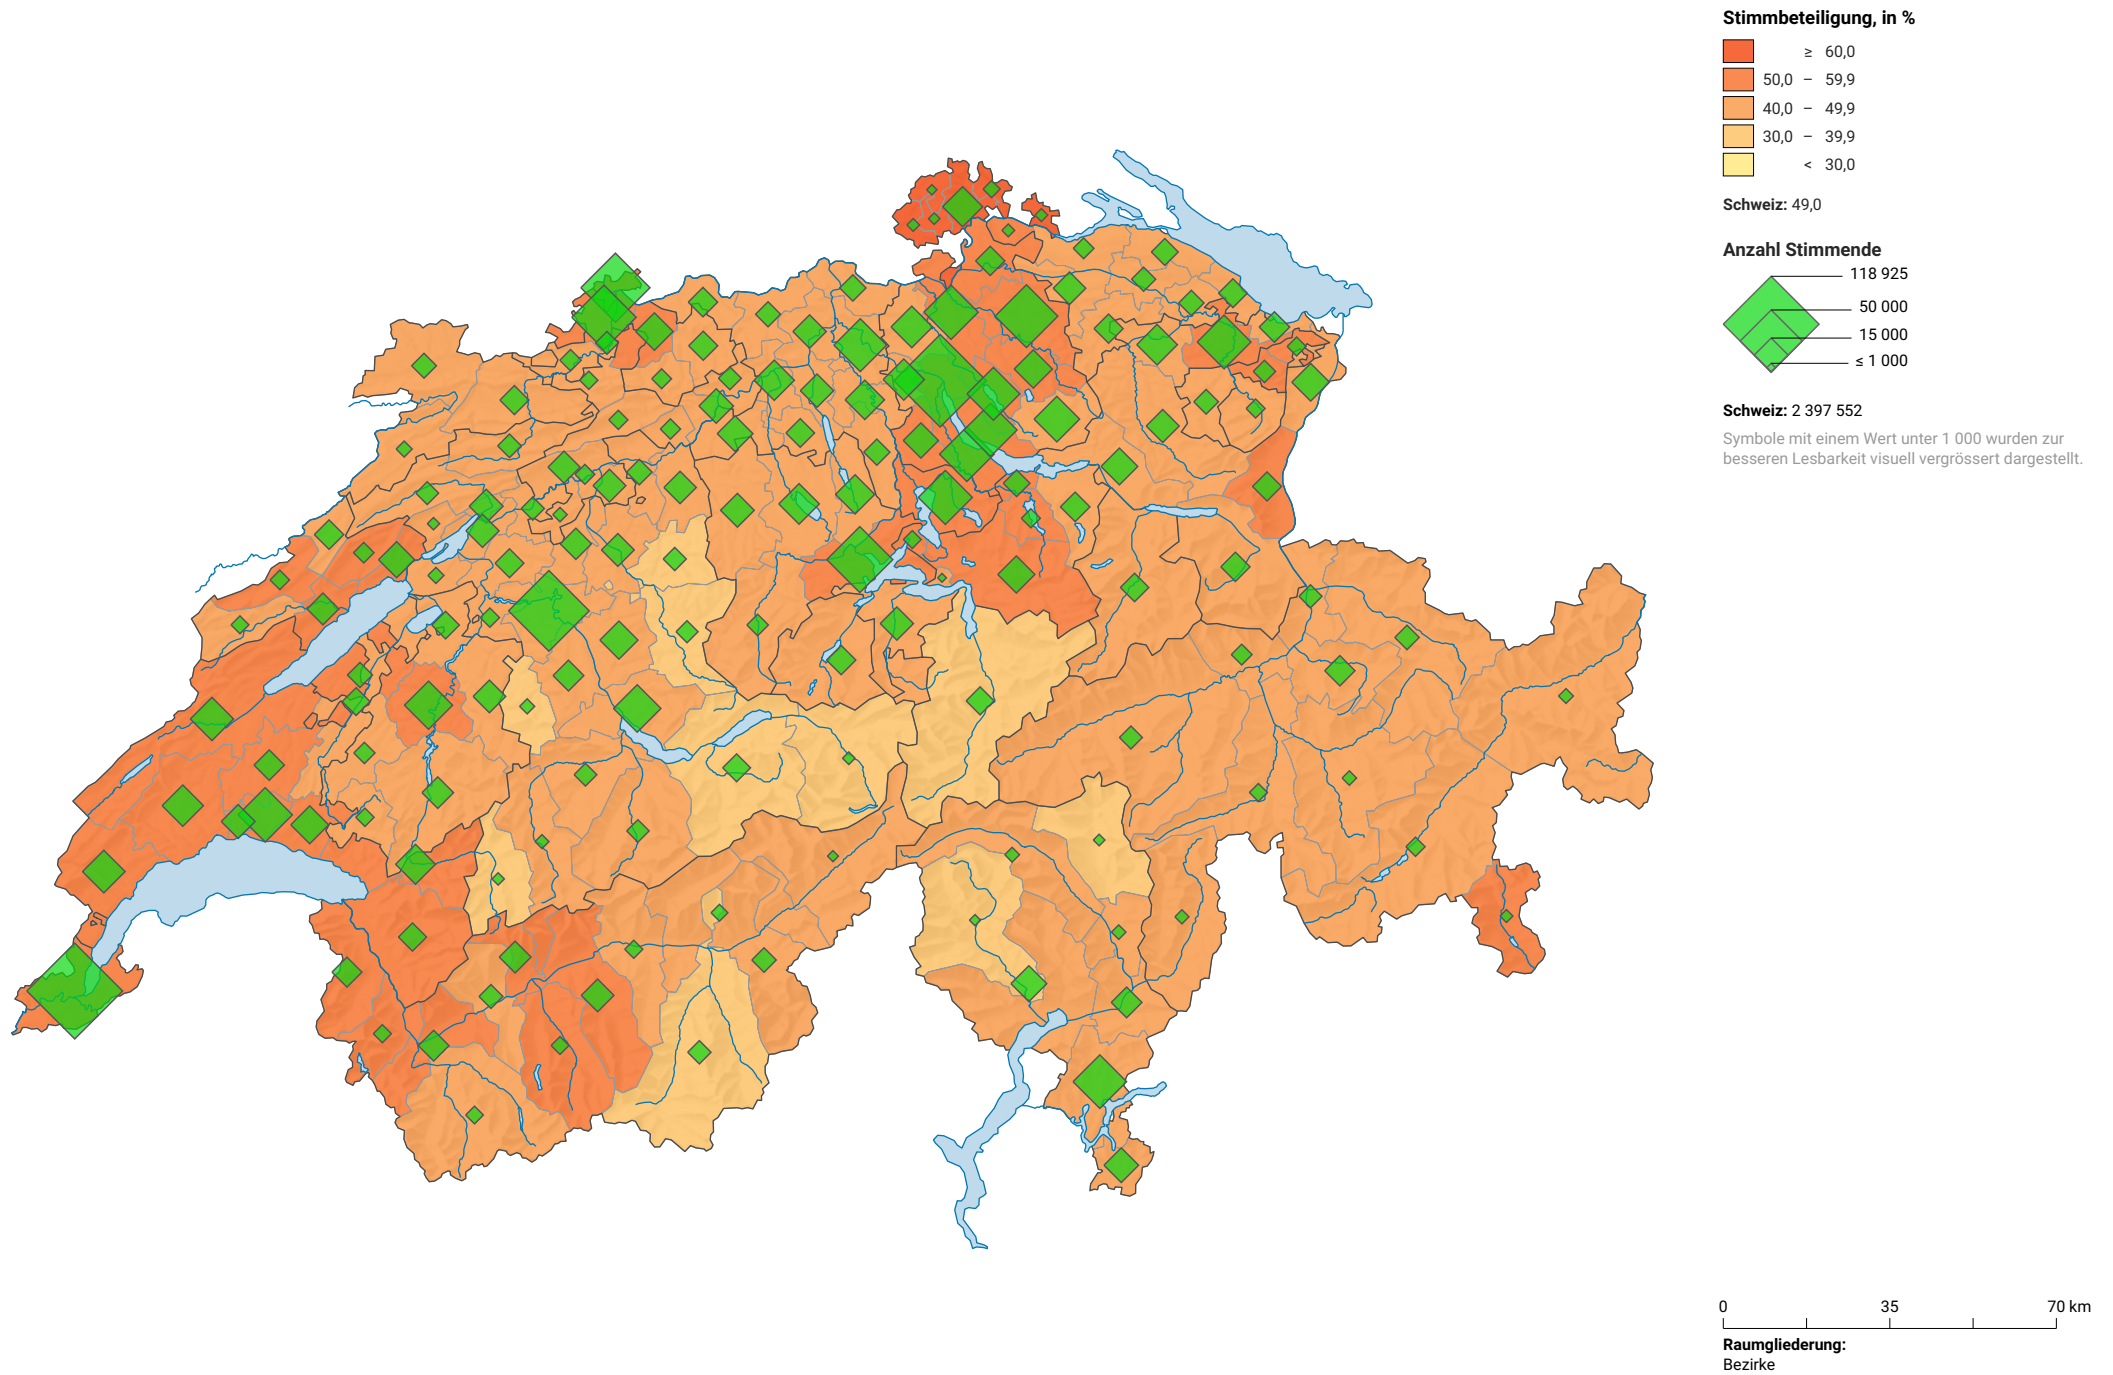 Stimmbeteiligung, in %
≥ 60,0
50,0 – 59,9
40,0 – 49,9
30,0 – 39,9
< 30,0
Schweiz: 49,0
Anzahl Stimmende
118 925
50 000
15 000
≤ 1 000
Schweiz: 2 397 552
Symbole mit einem Wert unter 1 000 wurden zur
besseren Lesbarkeit visuell vergrössert dargestellt.
0 35 70 km
Raumgliederung:
Bezirke